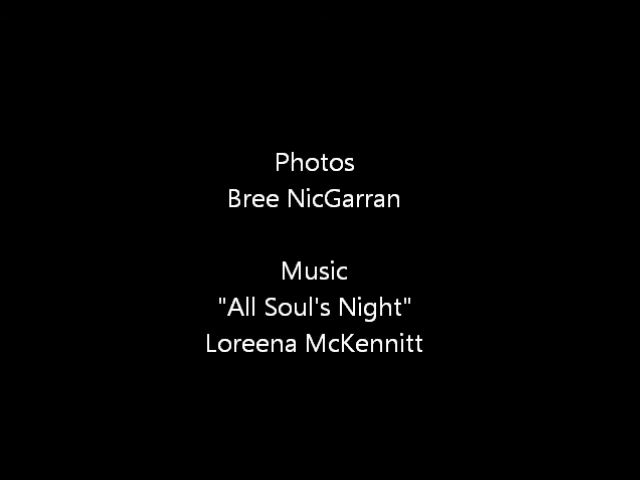 Photos
Bree NicGarran
Music
"All Soul's Night"
Loreena McKennitt